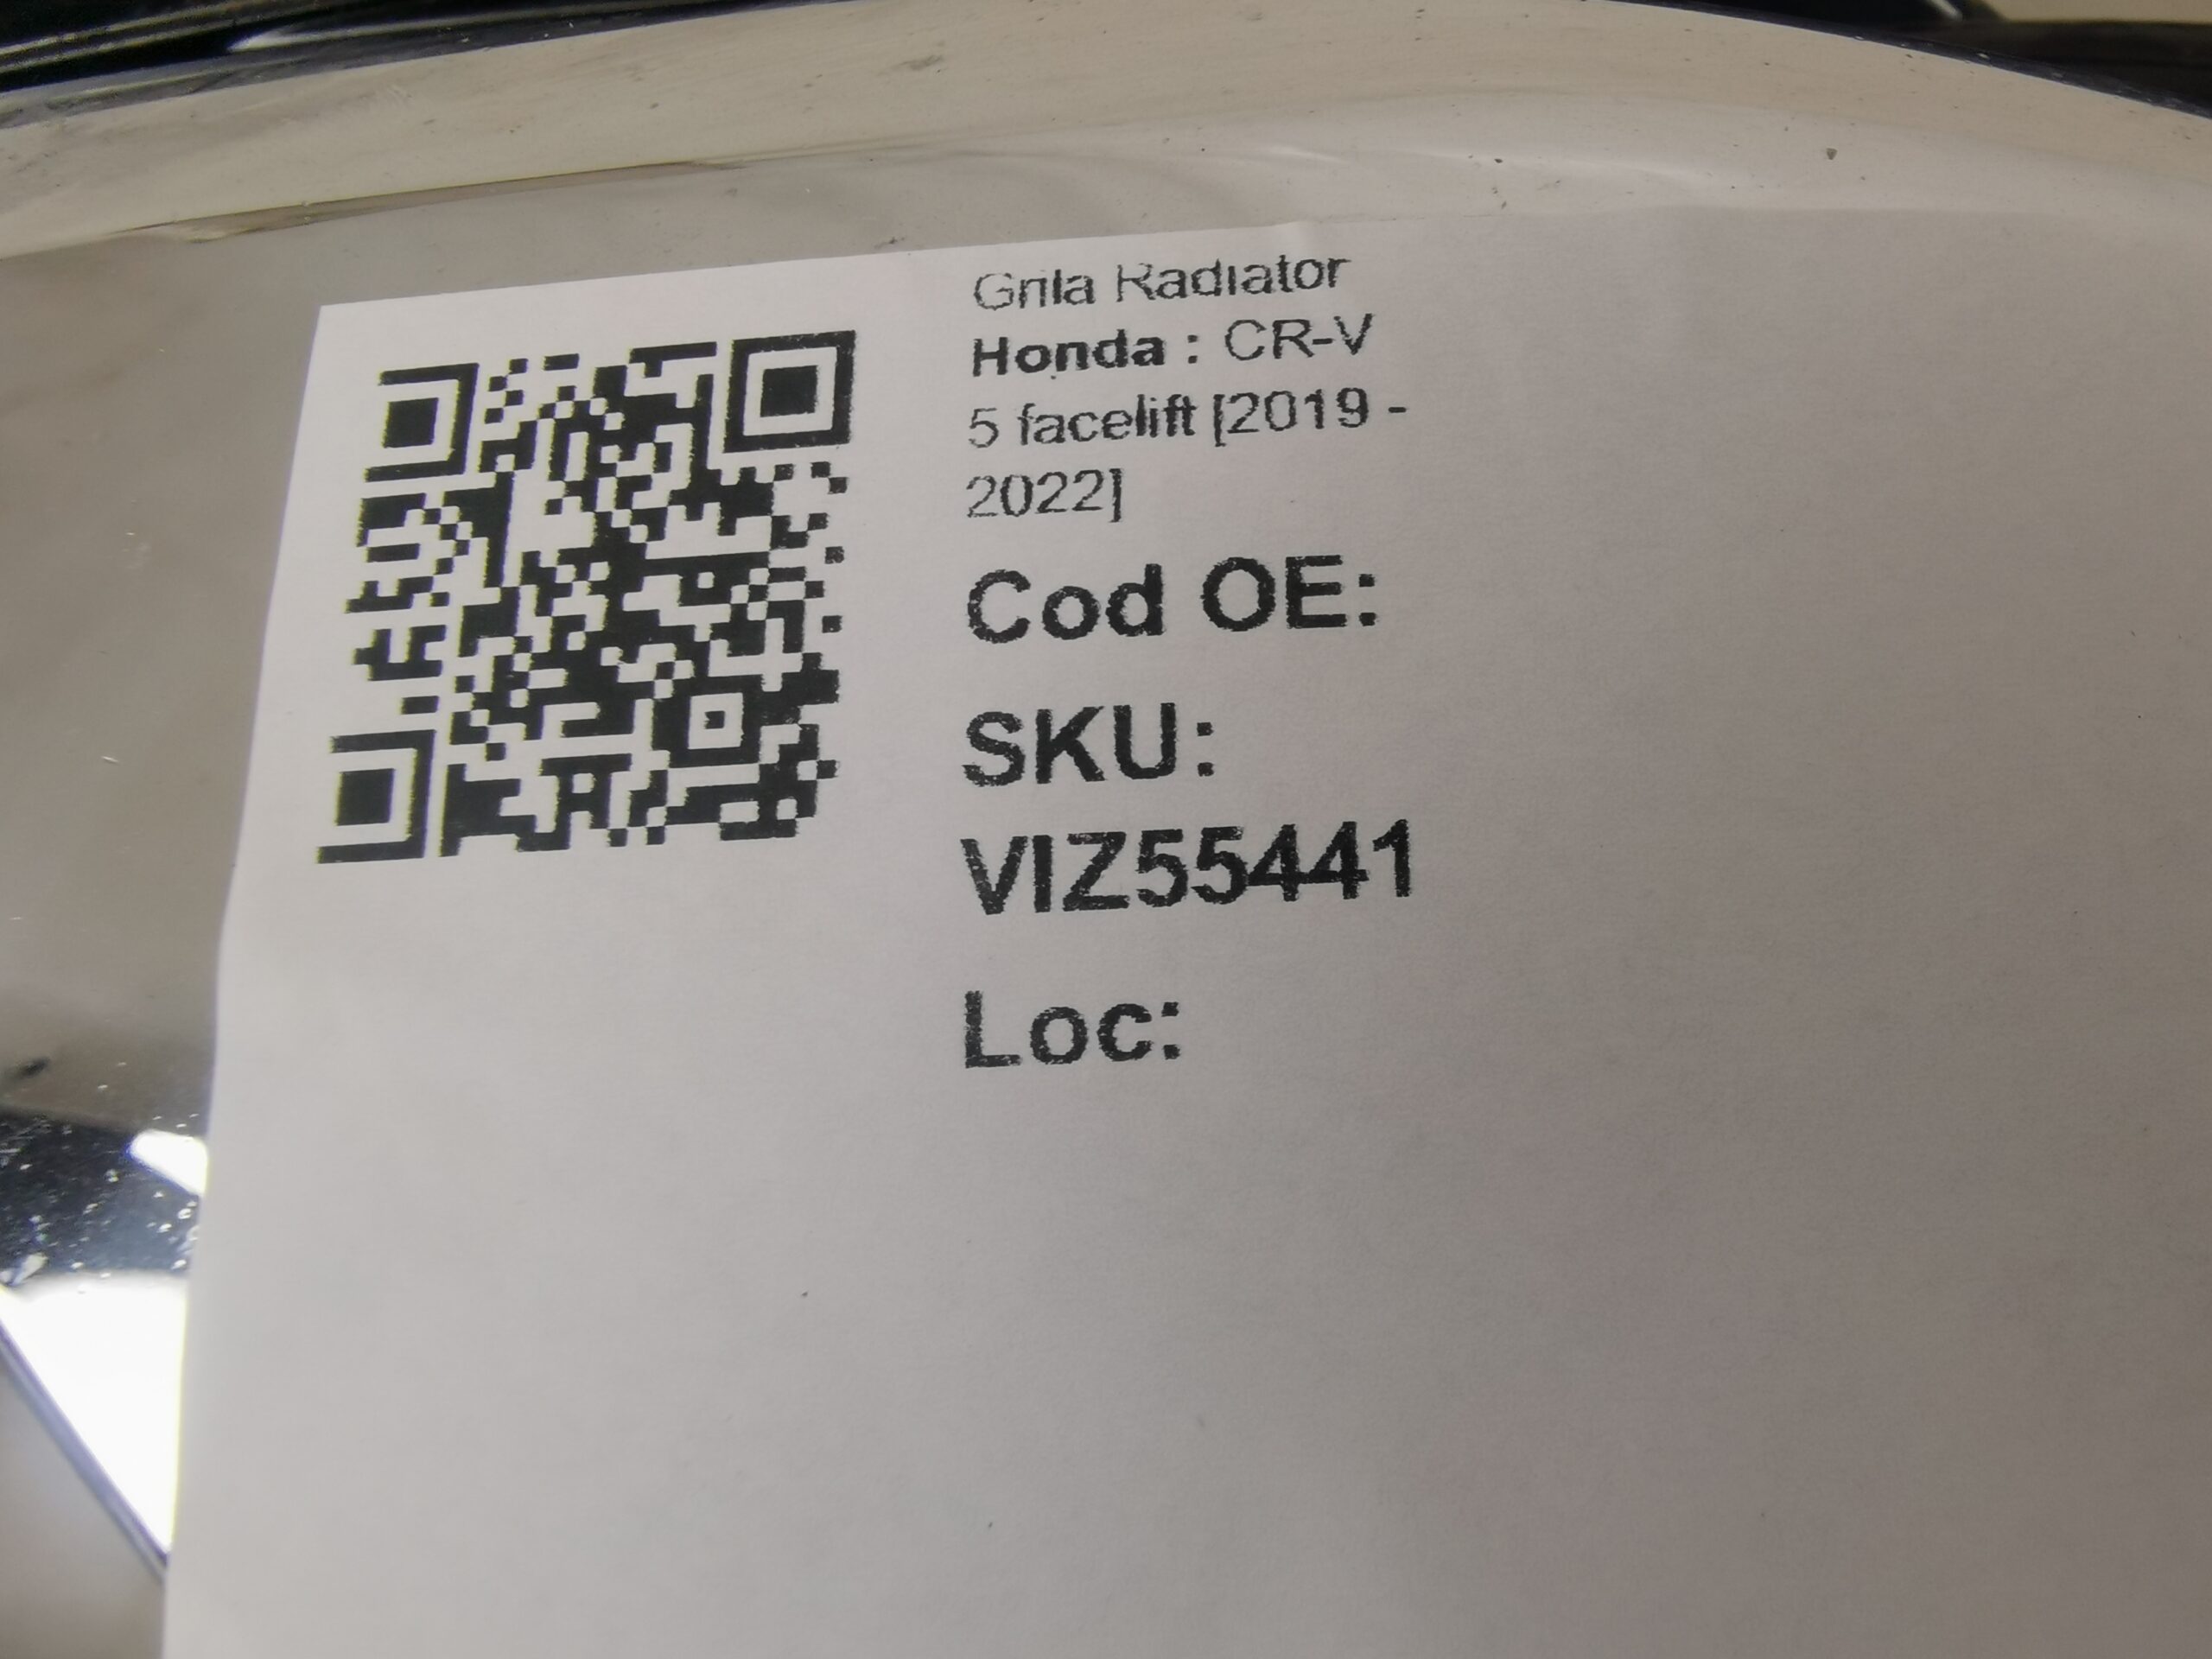 Grila Radiator
Honda : CR-V
5 facelift [2019 -
2022]
Cod OE:
SKU:
VIZ55441
Loc: